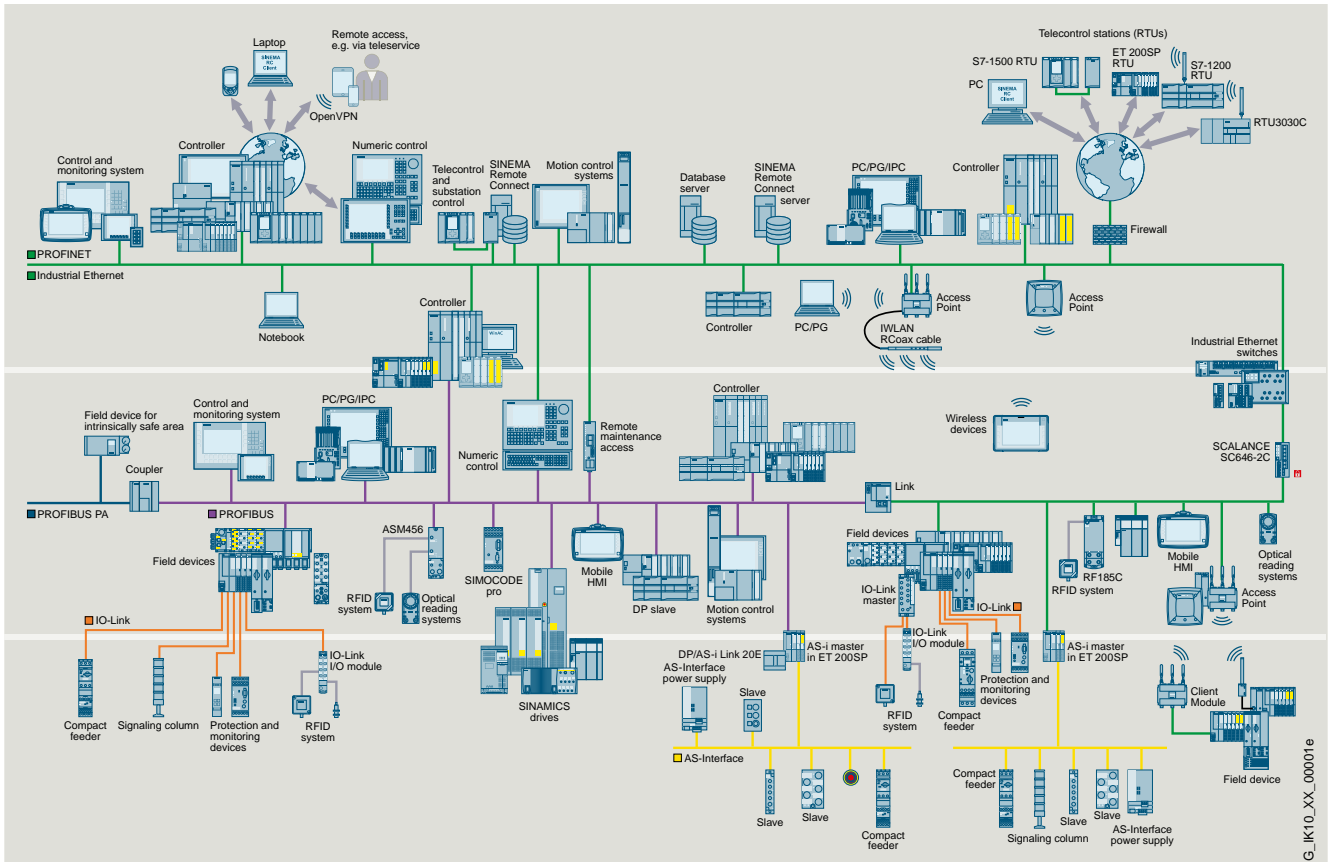 Laptop
Remote access,
e.g. via teleservice
SINEMA
RC
Client
OpenVPN
Telecontrol stations (RTUs)
S7-1500 RTU
ET 200SP
RTU
S7-1200
RTU
PC
SINEMA
RC
Client
RTU3030C
Control and
monitoring system
Controller
Numeric control
Telecontrol
and
substation
control
SINEMA
Remote
Connect
Motion control
systems
Database
server
SINEMA
Remote
Connect
server
PC/PG/IPC
Controller
Firewall
PROFINET
Industrial Ethernet
Notebook
Controller
WinAC
Controller
PC/PG
Access
Point
IWLAN
RCoax cable
Access
Point
Industrial Ethernet
switches
Field device for
intrinsically safe area
Control and
monitoring system
PC/PG/IPC
Coupler
Numeric
control
Remote
maintenance
access
Controller
Wireless
devices
SCALANCE
SC646-2C
Link
PROFIBUS PA
PROFIBUS
Field devices
ASM456
RFID
system
Optical
reading
systems
SIMOCODE
pro
Mobile
HMI
DP slave
Motion control
systems
Field devices
IO-Link
master
RF185C
RFID system
Mobile
HMI
Access
Point
Optical
reading
systems
IO-Link
IO-Link
I/O module
Compact
feeder
Signaling column
Protection and
monitoring
devices
RFID
system
SINAMICS
drives
DP/AS-i Link 20E
AS-i master
in ET 200SP
AS-Interface
power supply
Slave
IO-Link
IO-Link
I/O module
RFID
system
Compact
feeder
Protection and
monitoring
devices
AS-i master
in ET 200SP
Client
Module
Field device
AS-Interface
Slave
Slave
Compact
feeder
Compact
feeder
Signaling column
Slave
Slave
AS-Interface
power supply
G_IK10_XX_00001e